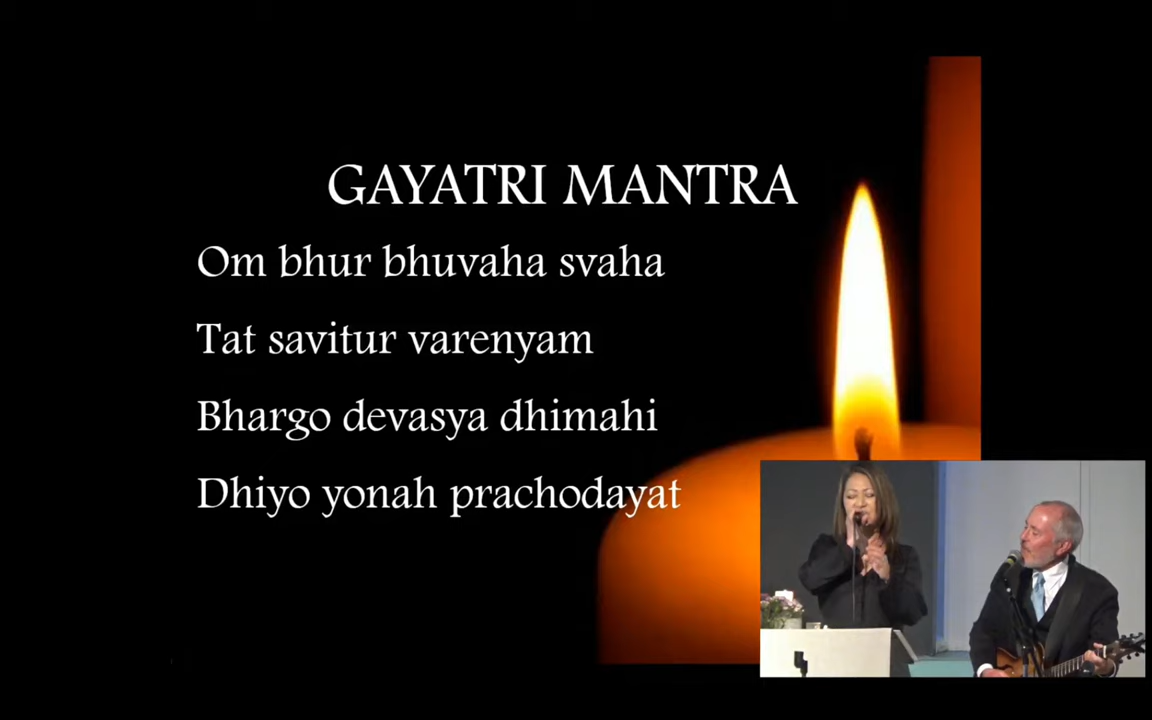 GAYATRI MANTRA
Om bhur bhuvaha svaha
Tat savitur varenyam
Bhargo devasya dhimahi
Dhiyo yonah prachodayat